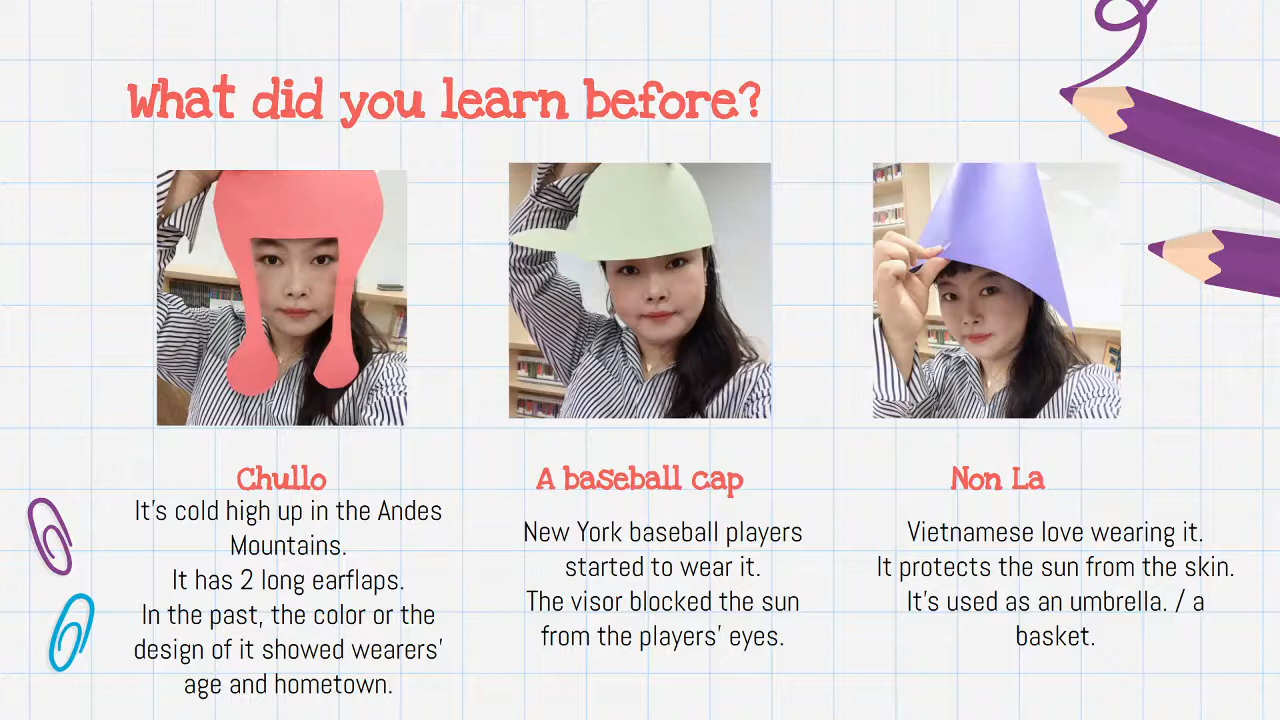 What did you learn before?
Chullo
It's cold high up in the Andes
Mountains.
It has 2 long earflaps.
In the past, the color or the
design of it showed wearers'
age and hometown.
A baseball cap
New York baseball players
started to wear it.
The visor blocked the sun
from the players' eyes.
Non La
Vietnamese love wearing it.
It protects the sun from the skin.
It's used as an umbrella. / a
basket.